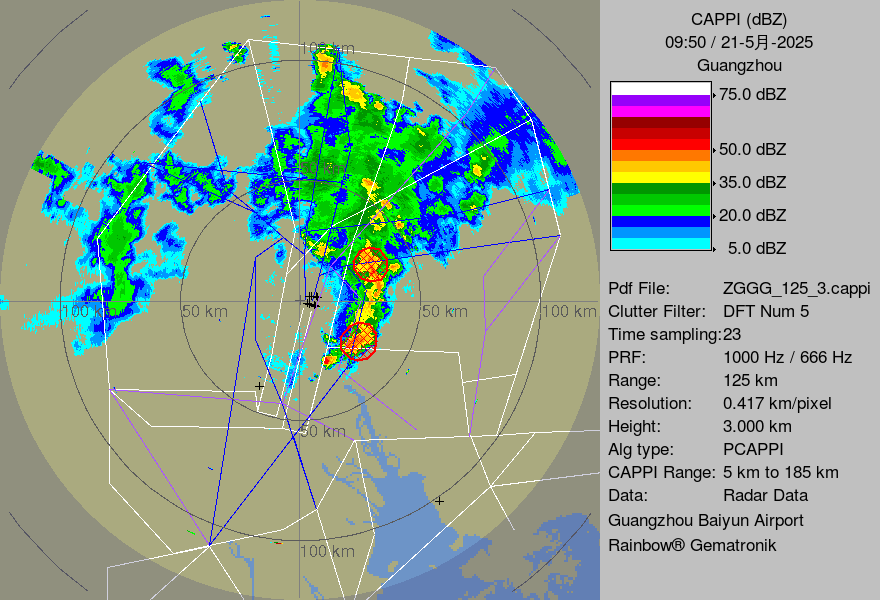 100 km
100 km
50 km
50 km
100 km
50 km
100 km
CAPPI (dBZ)
09:50 / 21-5月-2025
Guangzhou
75.0 dBZ
50.0 dBZ
35.0 dBZ
20.0 dBZ
5.0 dBZ
Pdf File: ZGGG_125_3.cappi
Clutter Filter: DFT Num 5
Time sampling:23
PRF: 1000 Hz / 666 Hz
Range: 125 km
Resolution: 0.417 km/pixel
Height: 3.000 km
Alg type: PCAPPI
CAPPI Range: 5 km to 185 km
Data: Radar Data
Guangzhou Baiyun Airport
Rainbow® Gematronik